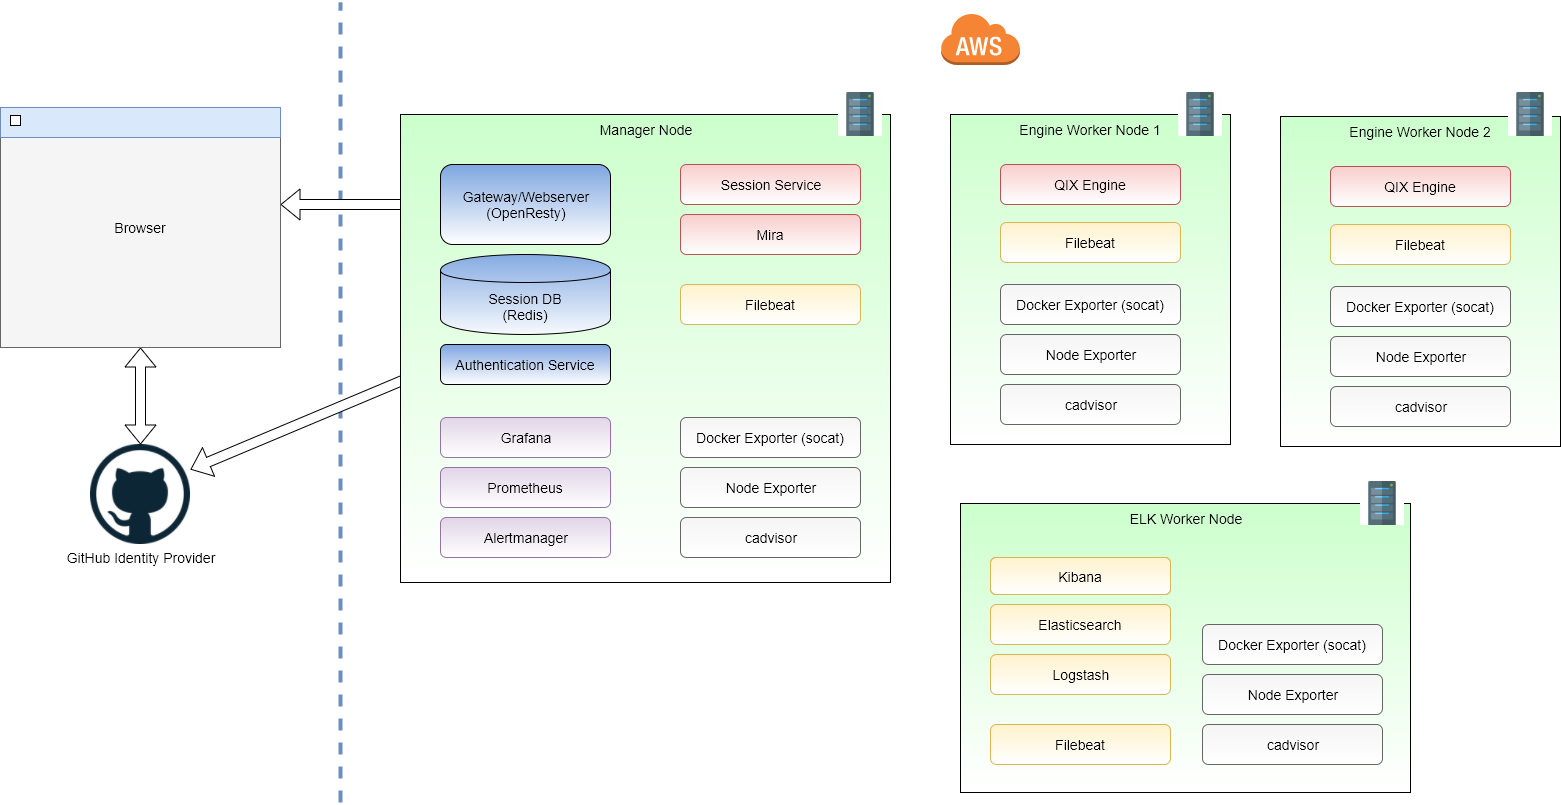 AWS
Browser
GitHub Identity Provider
Manager Node
Gateway/Webserver
(OpenResty)
Session DB
(Redis)
Authentication Service
Grafana
Prometheus
Alertmanager
Session Service
Mira
Filebeat
Docker Exporter (socat)
Node Exporter
cadvisor
Engine Worker Node 1
QIX Engine
Filebeat
Docker Exporter (socat)
Node Exporter
cadvisor
Engine Worker Node 2
QIX Engine
Filebeat
Docker Exporter (socat)
Node Exporter
cadvisor
ELK Worker Node
Kibana
Elasticsearch
Logstash
Filebeat
Docker Exporter (socat)
Node Exporter
cadvisor